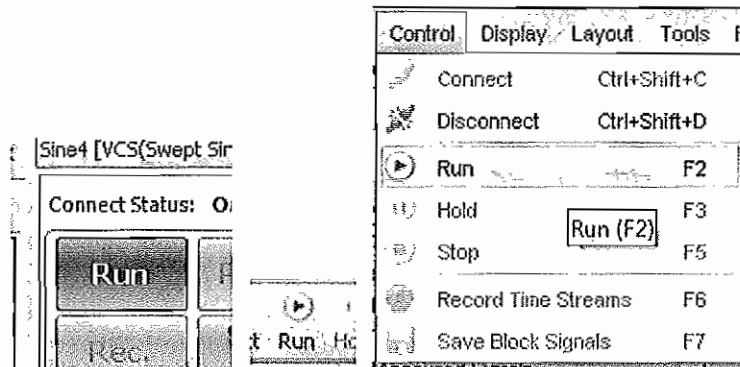 Sine4 [VCS(Swept Sin
Connect Status:
Run
Rec.
Run
Control Display Layout Tools
Connect Ctrl+Shift+C
Disconnect Ctrl+Shift+D
Run F2
Hold F3
Run (F2)
Stop F5
Record Time Streams F6
Save Block Signals F7